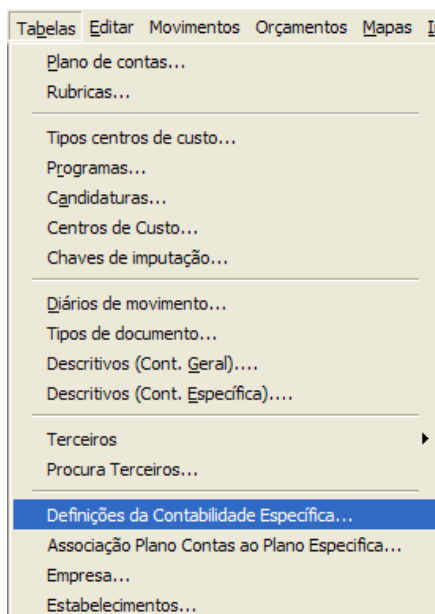 Tabelas Editar Movimentos Orçamentos Mapas
Plano de contas...
Rubricas...
Tipos centros de custo...
Programas...
Candidaturas...
Centros de Custo...
Chaves de imputação...
Diários de movimento...
Tipos de documento...
Descritivos (Cont. Geral)....
Descritivos (Cont. Específica)....
Terceiros
Procura Terceiros...
Definições da Contabilidade Específica...
Associação Plano Contas ao Plano Especifica...
Empresa...
Estabelecimentos...